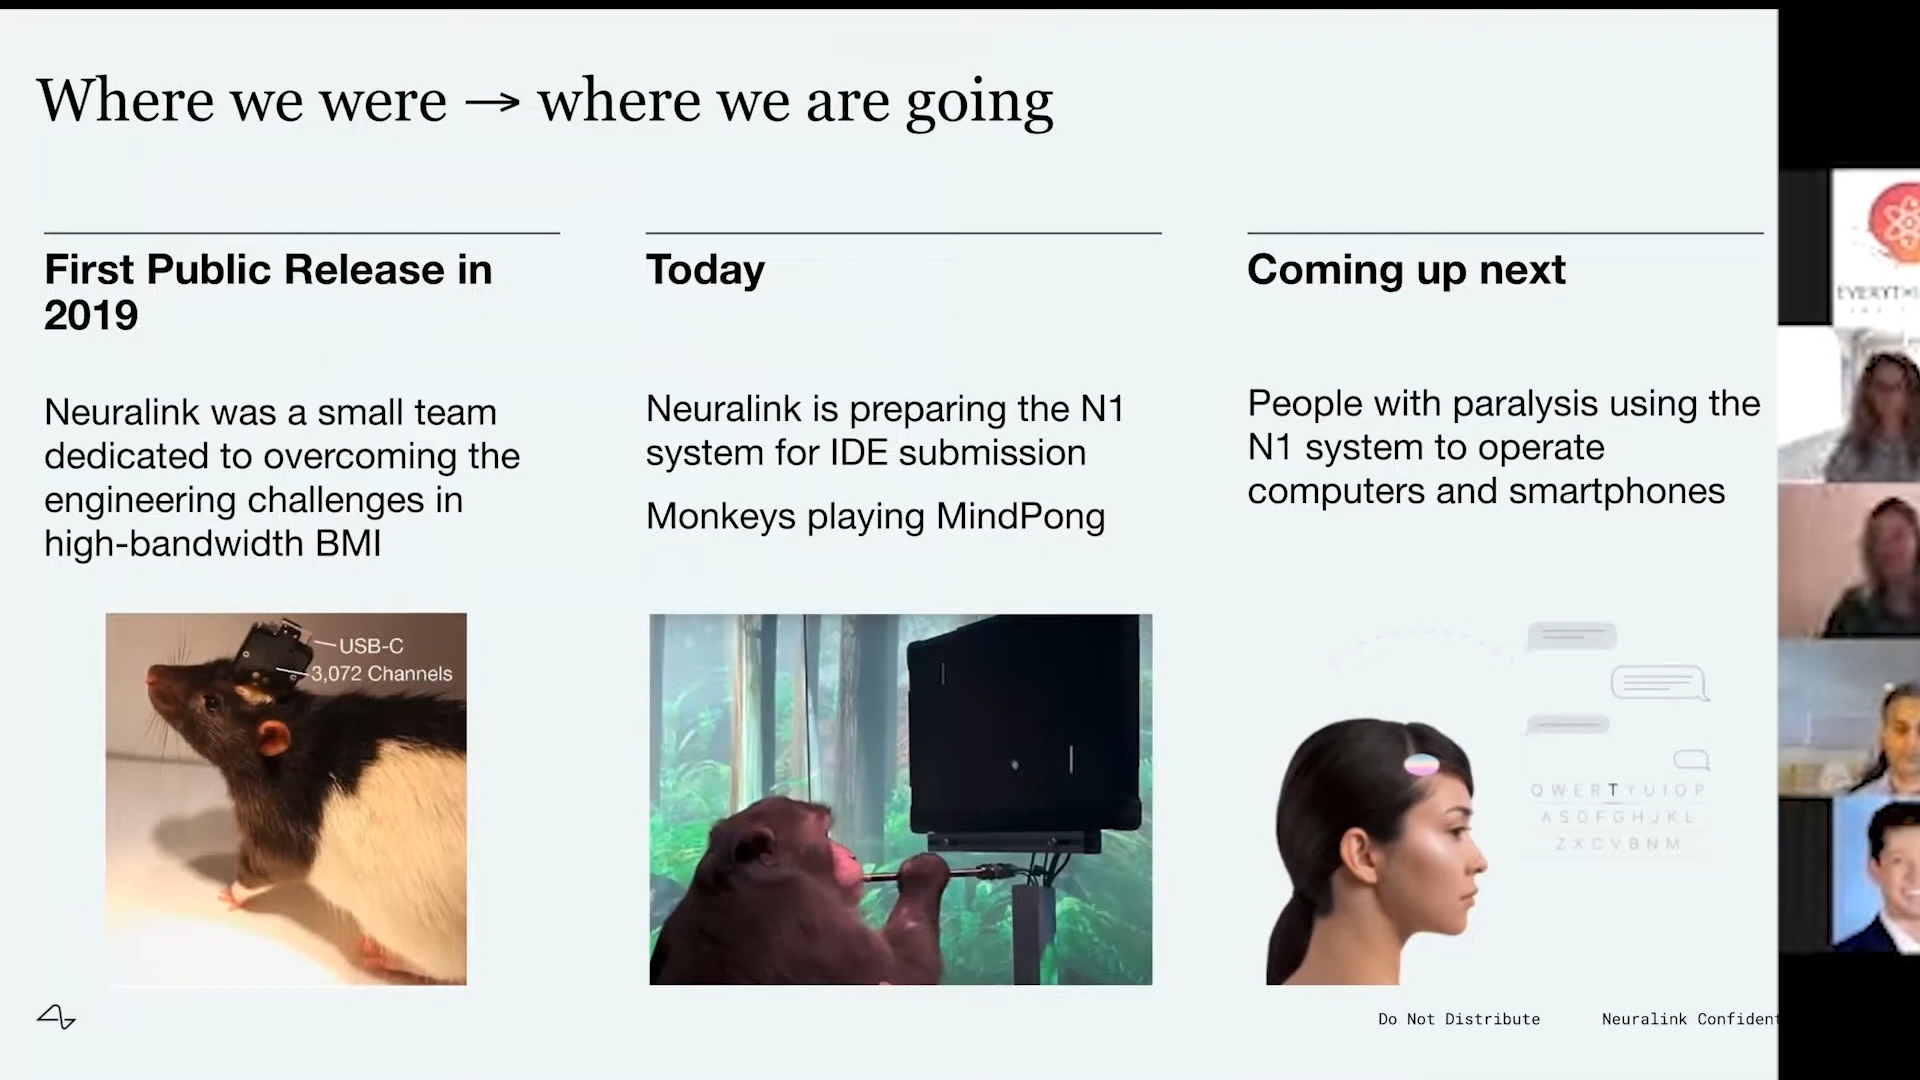 Where we were → where we are going
First Public Release in
2019
Neuralink was a small team
dedicated to overcoming the
engineering challenges in
high-bandwidth BMI
USB-C
3,072 Channels
Today
Neuralink is preparing the N1
system for IDE submission
Monkeys playing MindPong
Coming up next
People with paralysis using the
N1 system to operate
computers and smartphones
QWERTYUIOP
ASDFGHJKL
ZXCVBNM
Do Not Distribute
Neuralink Confident
EVERYTH